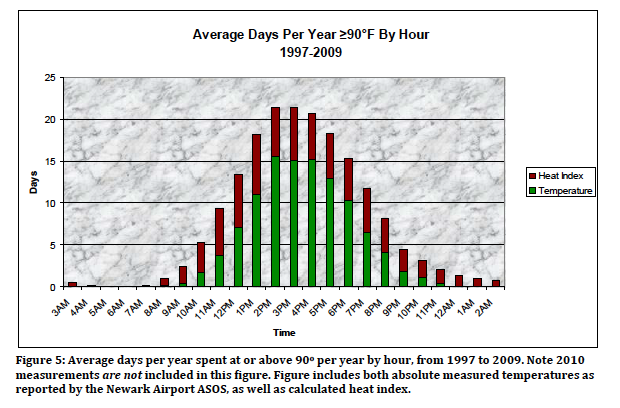 Average Days Per Year ≥90°F By Hour
1997-2009
25
20
15
10
5
0
Days
3AM
4AM
5AM
6AM
7AM
8AM
9AM
10AM
11AM
12PM
1PM
2PM
3PM
4PM
5PM
6PM
7PM
8PM
9PM
10PM
11PM
12AM
1AM
2AM
Time
Heat Index
Temperature
Figure 5: Average days per year spent at or above 90º per year by hour, from 1997 to 2009. Note 2010
measurements are not included in this figure. Figure includes both absolute measured temperatures as
reported by the Newark Airport ASOS, as well as calculated heat index.